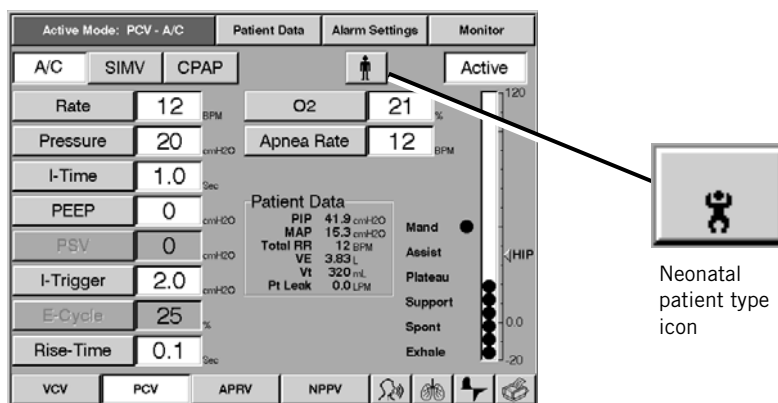 Active Mode: PCV - A/C Patient Data Alarm Settings Monitor
A/C SIMV CPAP Active
Rate 12 BPM O2 21 % 120
Pressure 20 cmH2O Apnea Rate 12 BPM
I-Time 1.0 Sec
PEEP 0 cmH2O
PSV 0 cmH2O
I-Trigger 2.0 cmH2O
E-Cycle 25 %
Rise-Time 0.1 Sec
Patient Data
PIP 41.9 cmH2O
MAP 15.3 cmH2O
Total RR 12 BPM
VE 3.83 L
Vt 320 mL
Pt Leak 0.0 LPM
Mand
Assist
Plateau
Support
Spont
Exhale
HIP
0.0
-20
VCV PCV APRV NPPV
Neonatal
patient type
icon